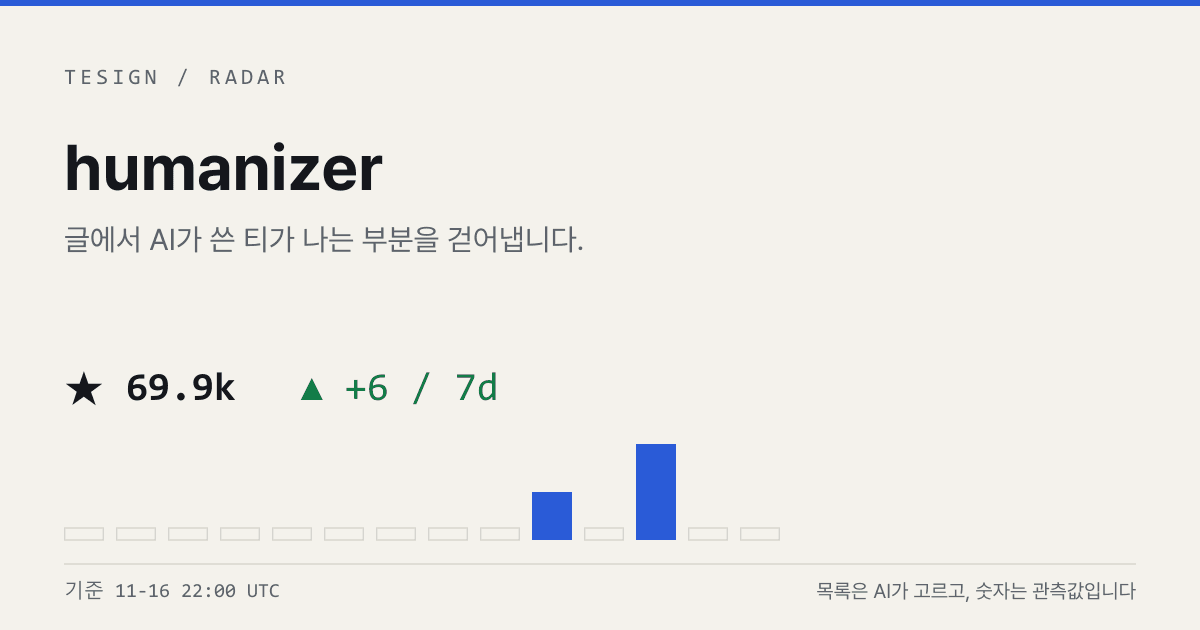 TESIGN / RADAR
humanizer
글에서 AI가 쓴 티가 나는 부분을 걷어냅니다.
★ 69.9k ▲ +6 / 7d
기준 11-16 22:00 UTC
목록은 AI가 고르고, 숫자는 관측값입니다